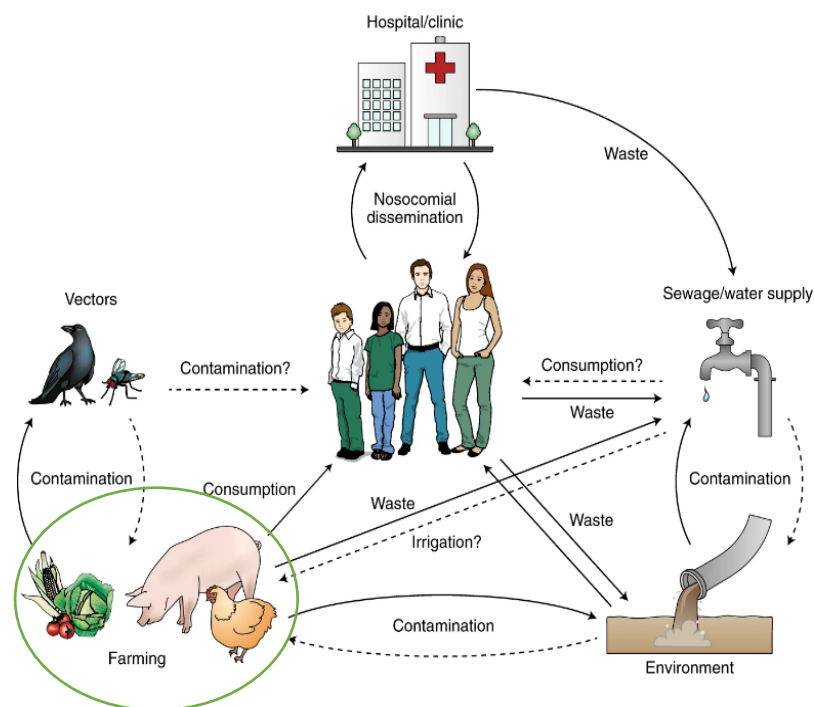 Hospital/clinic
Waste
Nosocomial
dissemination
Vectors
Sewage/water supply
Contamination?
Consumption?
Waste
Contamination
Consumption
Waste
Contamination
Waste
Irrigation?
Contamination
Farming
Environment